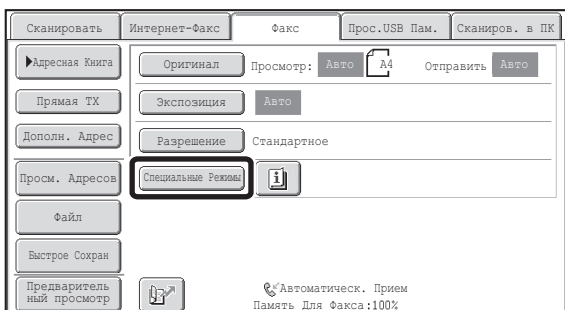 Сканировать Интернет-Факс Факс Прос.USB Пам. Сканиров. в ПК
Адресная Книга
Оригинал Просмотр: Авто A4 Отправить Авто
Прямая TX
Экспозиция Авто
Дополн. Адрес
Разрешение Стандартное
Просм. Адресов
Специальные Режимы
Файл
Быстрое Сохран
Предваритель
ный просмотр
Автоматическ. Прием
Память Для Факса:100%